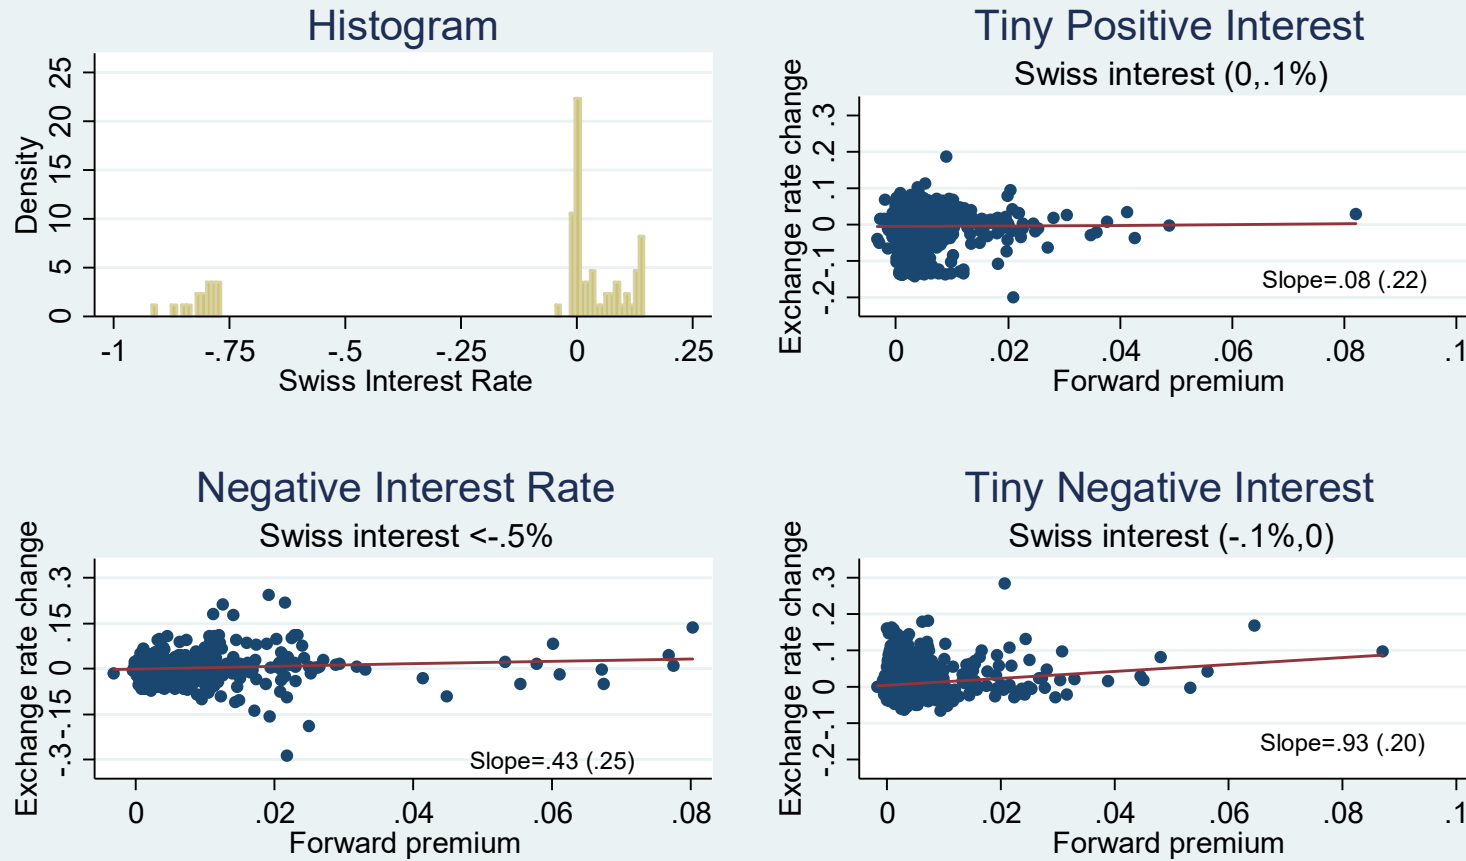 Histogram
Density
25
20
15
10
5
0
-1 -.75 -.5 -.25 0 .25
Swiss Interest Rate
Tiny Positive Interest
Swiss interest (0,.1%)
Exchange rate change
.3
.2
.1
0
-.1
-.2
Slope=.08 (.22)
0 .02 .04 .06 .08 .1
Forward premium
Negative Interest Rate
Swiss interest <-.5%
Exchange rate change
.3
.15
0
-.15
-.3
Slope=.43 (.25)
0 .02 .04 .06 .08
Forward premium
Tiny Negative Interest
Swiss interest (-.1%,0)
Exchange rate change
.3
.2
.1
0
-.1
-.2
Slope=.93 (.20)
0 .02 .04 .06 .08 .1
Forward premium